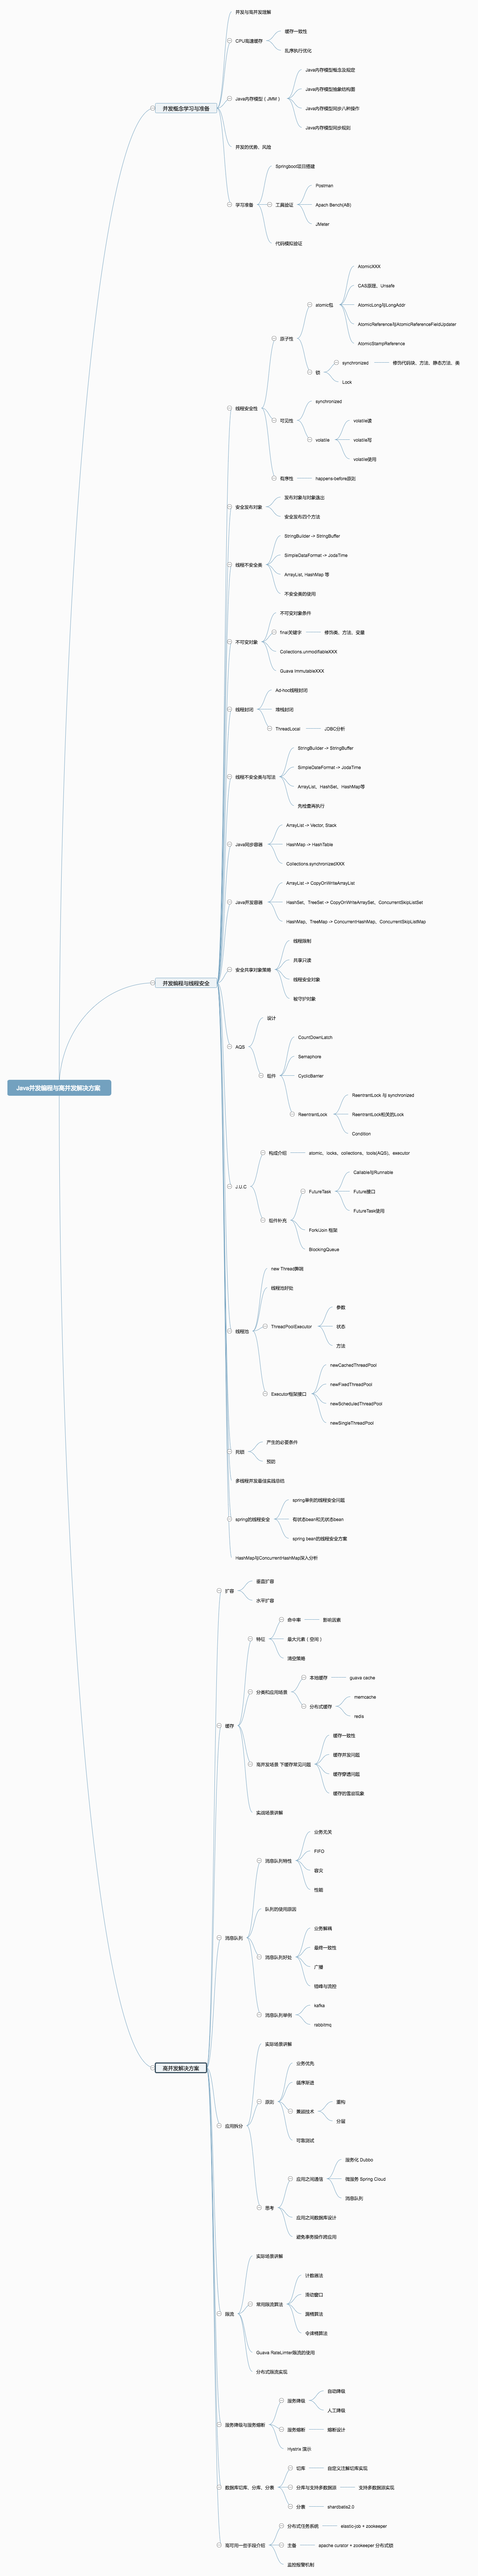 Java并发编程与高并发解决方案
并发概念学习与准备
并发与高并发理解
CPU高速缓存
缓存一致性
乱序执行优化
Java内存模型（JMM）
Java内存模型概念及规范
Java内存模型抽象结构图
Java内存模型同步八种操作
Java内存模型同步规则
并发的优势、风险
学习准备
Springboot项目搭建
工具验证
Postman
Apach Bench(AB)
JMeter
代码模拟验证
并发编程与线程安全
线程安全性
原子性
atomic包
AtomicXXX
CAS原理、Unsafe
AtomicLong与LongAddr
AtomicReference与AtomicReferenceFieldUpdater
AtomicStampReference
锁
synchronized
修饰代码块、方法、静态方法、类
Lock
可见性
synchronized
volatile
volatile读
volatile写
volatile使用
有序性
happens-before原则
安全发布对象
发布对象与对象逸出
安全发布四个方法
线程不安全类
StringBuilder -> StringBuffer
SimpleDataFormat -> JodaTime
ArrayList, HashMap 等
不安全类的使用
不可变对象
不可变对象条件
final关键字
修饰类、方法、变量
Collections.unmodifiableXXX
Guava ImmutableXXX
线程封闭
Ad-hoc线程封闭
堆栈封闭
ThreadLocal
JDBC分析
线程不安全类与写法
StringBuilder -> StringBuffer
SimpleDateFormat -> JodaTime
ArrayList、HashSet、HashMap等
先检查再执行
Java同步容器
ArrayList -> Vector, Stack
HashMap -> HashTable
Collections.synchronizedXXX
Java并发容器
ArrayList -> CopyOnWriteArrayList
HashSet、TreeSet -> CopyOnWriteArraySet、ConcurrentSkipListSet
HashMap、TreeMap -> ConcurrentHashMap、ConcurrentSkipListMap
安全共享对象策略
线程限制
共享只读
线程安全对象
被守护对象
AQS
设计
组件
CountDownLatch
Semaphore
CyclicBarrier
ReentrantLock
ReentrantLock 与 synchronized
ReentrantLock相关的Lock
Condition
J.U.C
构成介绍
atomic、locks、collections、tools(AQS)、executor
组件补充
FutureTask
Callable与Runnable
Future接口
FutureTask使用
Fork/Join 框架
BlockingQueue
线程池
new Thread弊端
线程池好处
ThreadPoolExecutor
参数
状态
方法
Executor框架接口
newCachedThreadPool
newFixedThreadPool
newScheduledThreadPool
newSingleThreadPool
死锁
产生的必要条件
预防
多线程并发最佳实践总结
spring的线程安全
spring单例的线程安全问题
有状态bean和无状态bean
spring bean的线程安全方案
HashMap与ConcurrentHashMap深入分析
高并发解决方案
扩容
垂直扩容
水平扩容
缓存
特征
命中率
影响因素
最大元素（空间）
清空策略
分类和应用场景
本地缓存
guava cache
分布式缓存
memcache
redis
高并发场景 下缓存常见问题
缓存一致性
缓存并发问题
缓存穿透问题
缓存的雪崩现象
实战场景讲解
消息队列
消息队列特性
业务无关
FIFO
容灾
性能
队列的使用原因
消息队列好处
业务解耦
最终一致性
广播
错峰与流控
消息队列举例
kafka
rabbitmq
应用拆分
实际场景讲解
原则
业务优先
循序渐进
兼顾技术
重构
分层
可靠测试
思考
应用之间通信
服务化 Dubbo
微服务 Spring Cloud
消息队列
应用之间数据库设计
避免事务操作跨应用
限流
实际场景讲解
常用限流算法
计数器法
滑动窗口
漏桶算法
令牌桶算法
Guava RateLimter限流的使用
分布式限流实现
服务降级与服务熔断
服务降级
自动降级
人工降级
服务熔断
熔断设计
Hystrix 演示
数据库切库、分库、分表
切库
自定义注解切库实现
分库与支持多数据源
支持多数据源实现
分表
shardbatis2.0
高可用一些手段介绍
分布式任务系统
elastic-job + zookeeper
主备
apache curator + zookeeper 分布式锁
监控报警机制